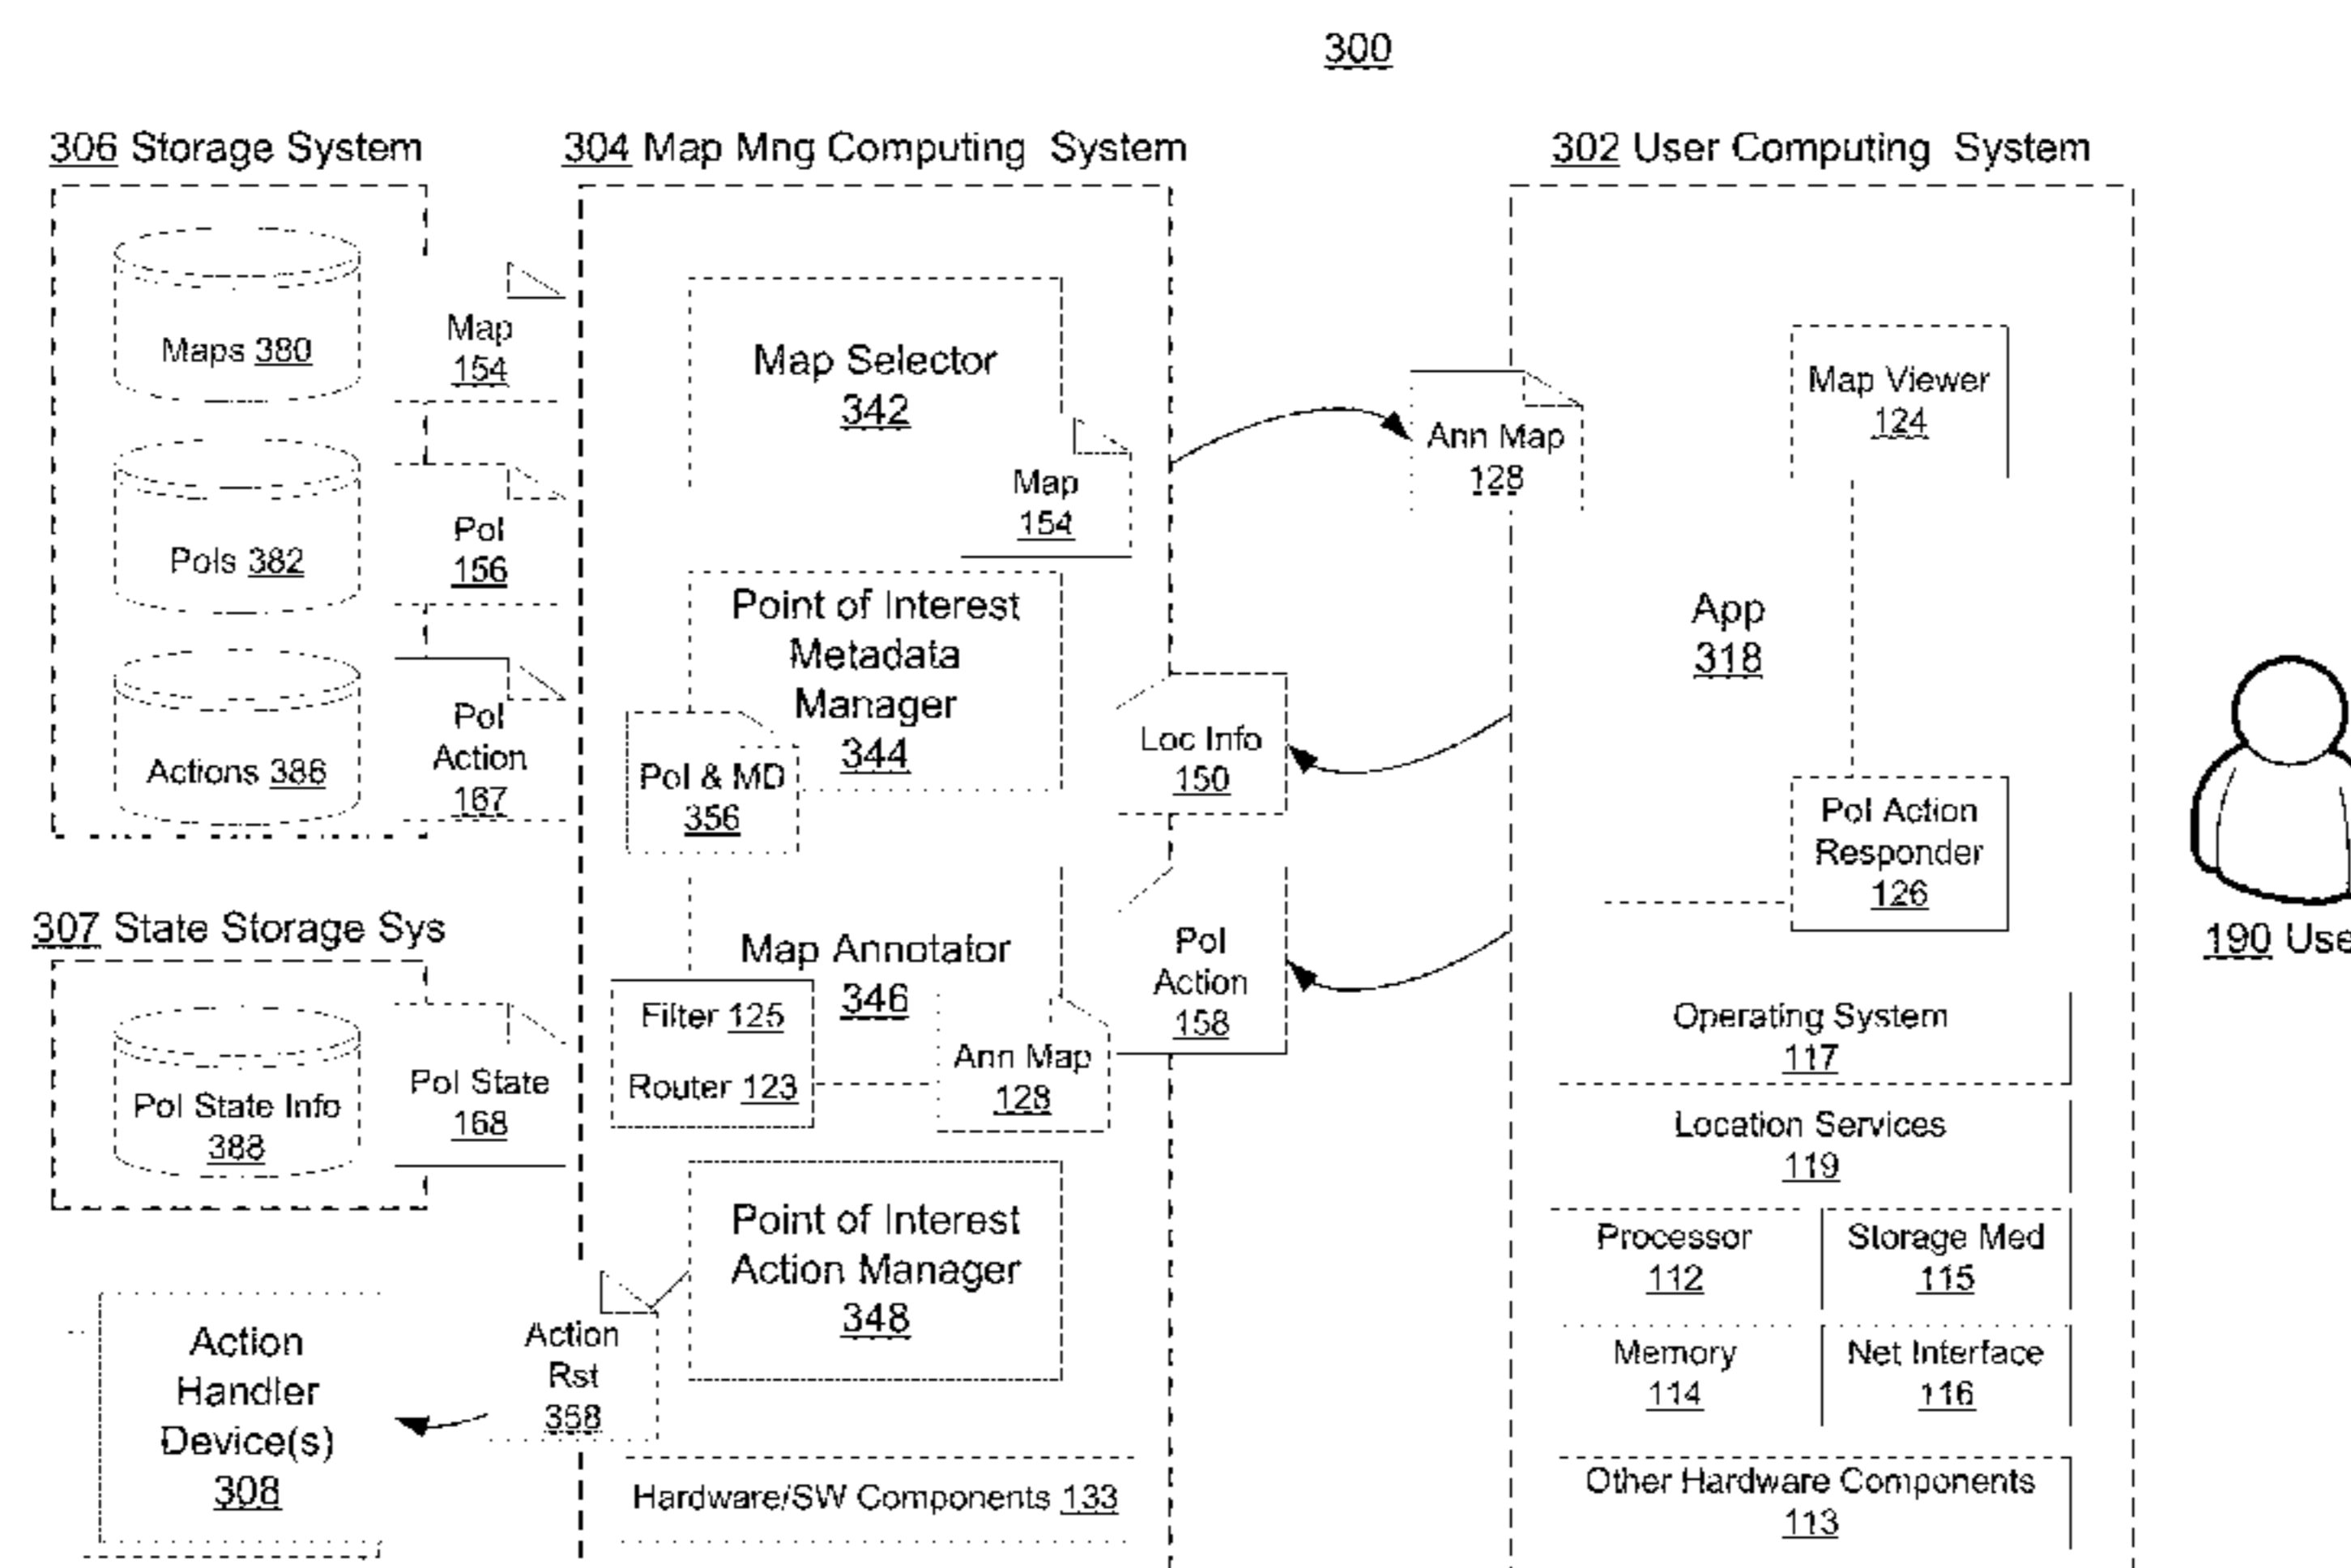 300
306 Storage System
304 Map Mng Computing System
302 User Computing System
Maps 380
Map
154
PoIs 382
PoI
156
Actions 386
PoI
Action
167
307 State Storage Sys
PoI State Info
388
PoI State
168
Action
Handler
Device(s)
308
Map Selector
342
Map
154
Point of Interest
Metadata
Manager
344
PoI & MD
356
Map Annotator
346
Filter 125
Router 123
Ann Map
128
Point of Interest
Action Manager
348
Action
Rst
358
Hardware/SW Components 133
Ann Map
128
Loc Info
150
PoI
Action
158
Map Viewer
124
App
318
PoI Action
Responder
126
Operating System
117
Location Services
119
Processor
112
Storage Med
115
Memory
114
Net Interface
116
Other Hardware Components
113
190 Use